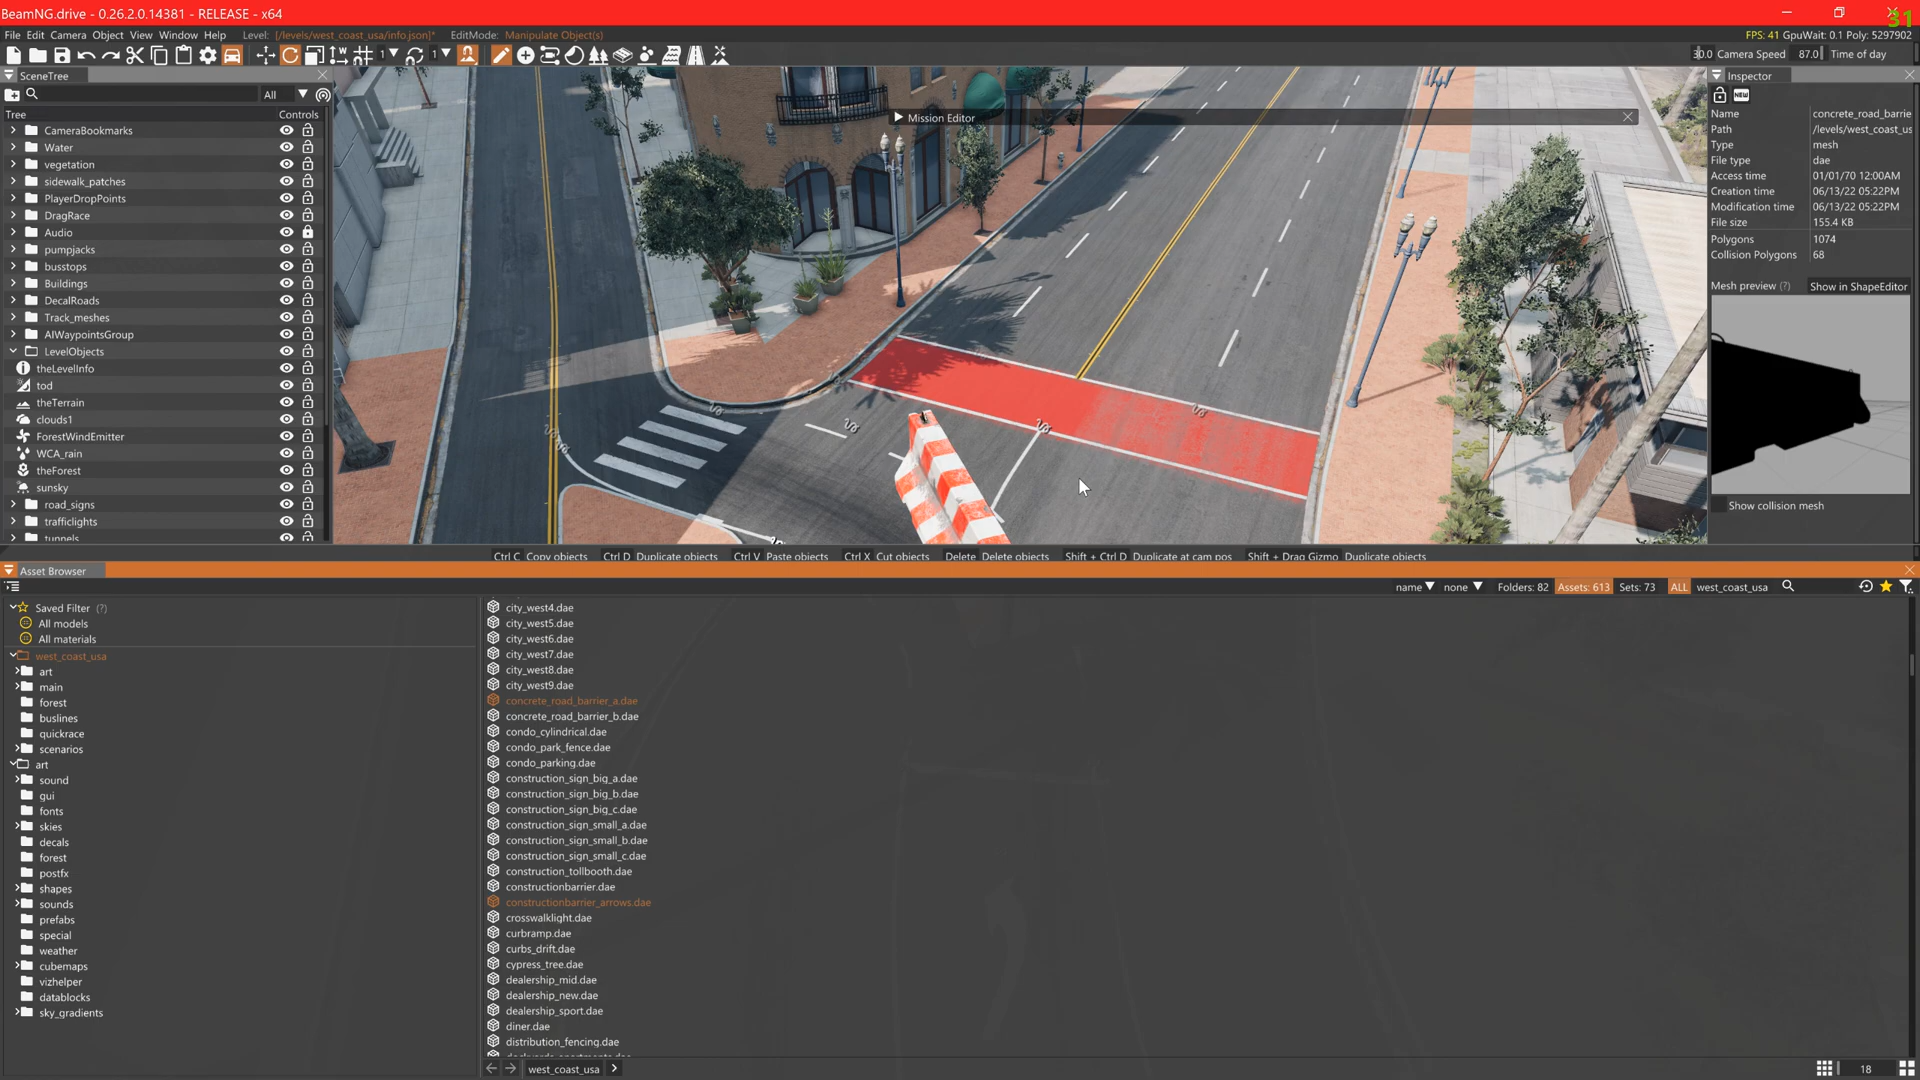 BeamNG.drive - 0.26.2.0.14381 - RELEASE - x64
31
File Edit Camera Object View Window Help Level: [/levels/west_coast_usa/info.json]* EditMode: Manipulate Object(s)
FPS: 41 GpuWait: 0.1 Poly: 5297902
1 1 30.0 Camera Speed 87.0 Time of day
SceneTree
All
Tree Controls
CameraBookmarks
Water
vegetation
sidewalk_patches
PlayerDropPoints
DragRace
Audio
pumpjacks
busstops
Buildings
DecalRoads
Track_meshes
AIWaypointsGroup
LevelObjects
theLevelInfo
tod
theTerrain
clouds1
ForestWindEmitter
WCA_rain
theForest
sunsky
road_signs
trafficlights
tunnels
Mission Editor
Inspector
NEW
Name concrete_road_barrie
Path /levels/west_coast_us
Type mesh
File type dae
Access time 01/01/70 12:00AM
Creation time 06/13/22 05:22PM
Modification time 06/13/22 05:22PM
File size 155.4 KB
Polygons 1074
Collision Polygons 68
Mesh preview (?) Show in ShapeEditor
Show collision mesh
Ctrl C Copy objects Ctrl D Duplicate objects Ctrl V Paste objects Ctrl X Cut objects Delete Delete objects Shift + Ctrl D Duplicate at cam pos Shift + Drag Gizmo Duplicate objects
Asset Browser
name none Folders: 82 Assets: 613 Sets: 73 ALL west_coast_usa
Saved Filter (?)
All models
All materials
west_coast_usa
art
main
forest
buslines
quickrace
scenarios
art
sound
gui
fonts
skies
decals
forest
postfx
shapes
sounds
prefabs
special
weather
cubemaps
vizhelper
datablocks
sky_gradients
city_west4.dae
city_west5.dae
city_west6.dae
city_west7.dae
city_west8.dae
city_west9.dae
concrete_road_barrier_a.dae
concrete_road_barrier_b.dae
condo_cylindrical.dae
condo_park_fence.dae
condo_parking.dae
construction_sign_big_a.dae
construction_sign_big_b.dae
construction_sign_big_c.dae
construction_sign_small_a.dae
construction_sign_small_b.dae
construction_sign_small_c.dae
construction_tollbooth.dae
constructionbarrier.dae
constructionbarrier_arrows.dae
crosswalklight.dae
curbramp.dae
curbs_drift.dae
cypress_tree.dae
dealership_mid.dae
dealership_new.dae
dealership_sport.dae
diner.dae
distribution_fencing.dae
west_coast_usa
18